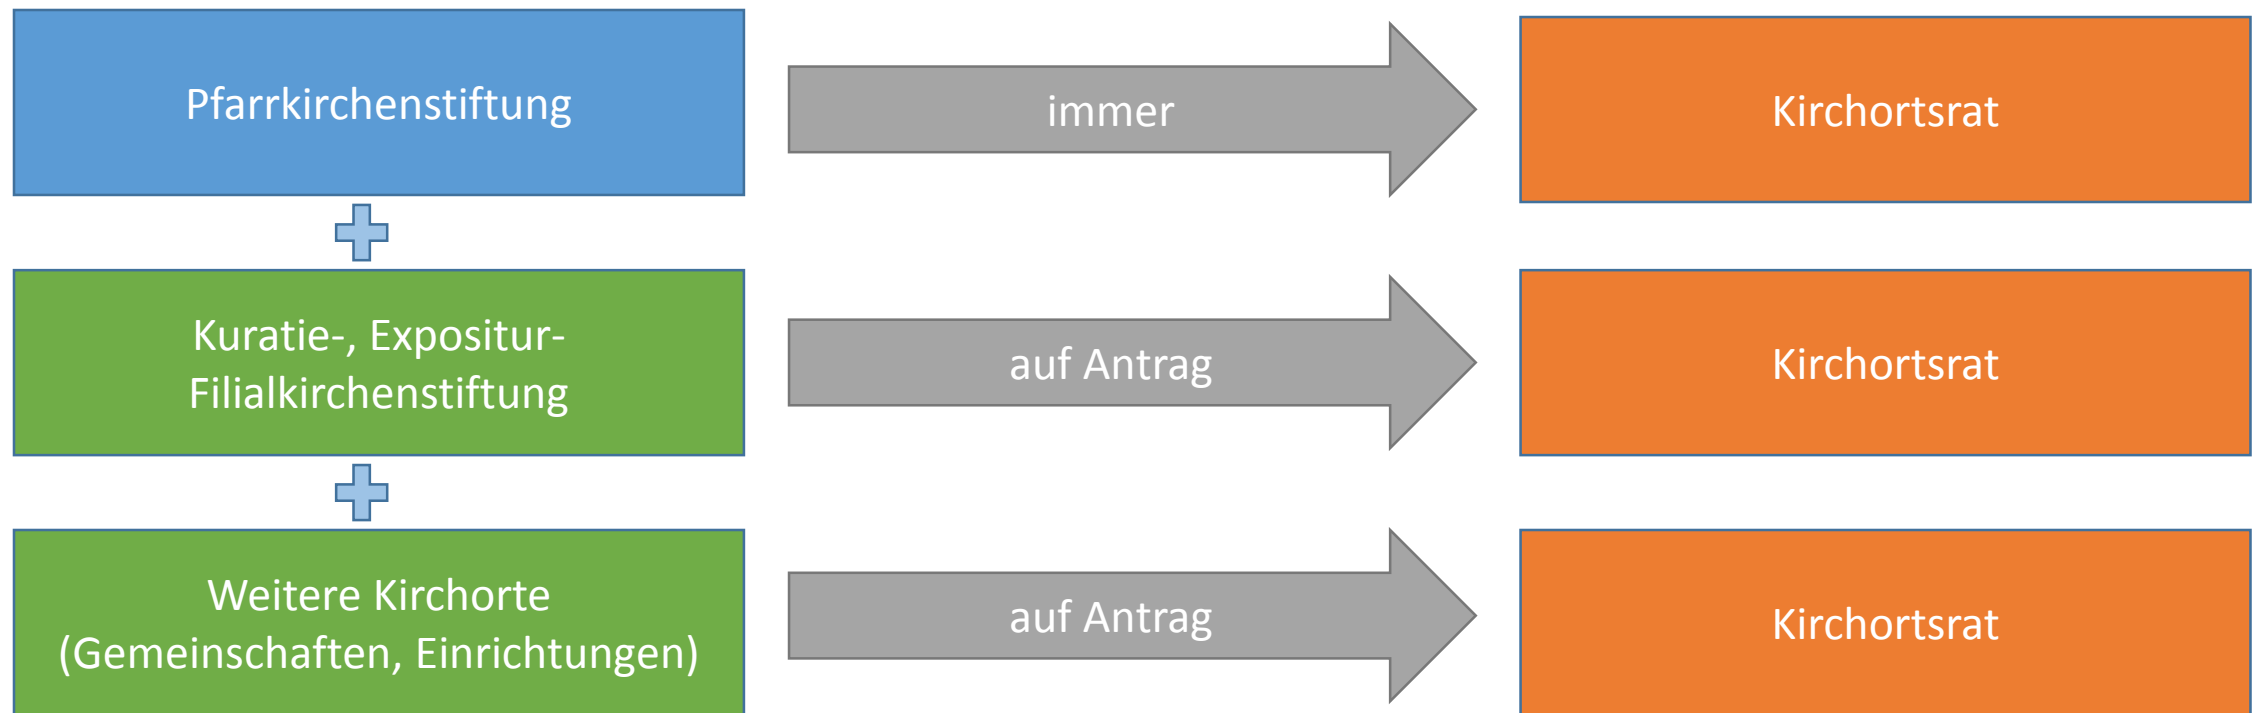 Pfarrkirchenstiftung
immer
Kirchortsrat
Kuratie-, Expositur-
Filialkirchenstiftung
auf Antrag
Kirchortsrat
Weitere Kirchorte
(Gemeinschaften, Einrichtungen)
auf Antrag
Kirchortsrat